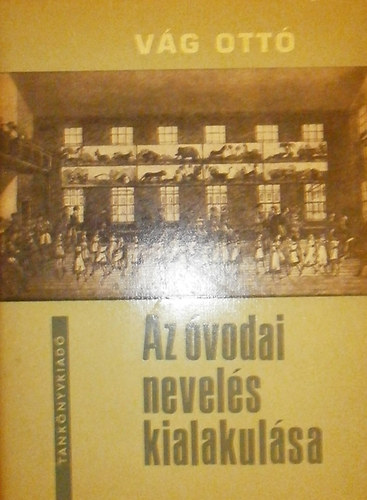 VÁG OTTÓ
Az óvodai
nevelés
kialakulása
TANKÖNYVKIADÓ